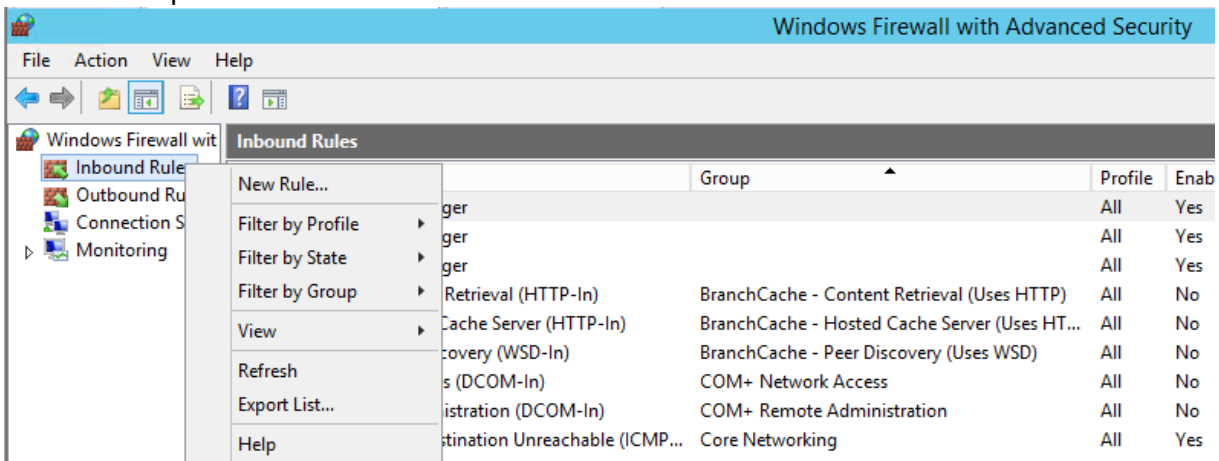 Windows Firewall with Advanced Security
File Action View Help
Windows Firewall wit
Inbound Rules
Inbound Rule
Outbound Ru
Connection S
Monitoring
New Rule...
Filter by Profile
Filter by State
Filter by Group
View
Refresh
Export List...
Help
Group Profile Enab
ger All Yes
ger All Yes
ger All Yes
Retrieval (HTTP-In) BranchCache - Content Retrieval (Uses HTTP) All No
Cache Server (HTTP-In) BranchCache - Hosted Cache Server (Uses HT... All No
covery (WSD-In) BranchCache - Peer Discovery (Uses WSD) All No
s (DCOM-In) COM+ Network Access All No
istration (DCOM-In) COM+ Remote Administration All No
stination Unreachable (ICMP... Core Networking All Yes